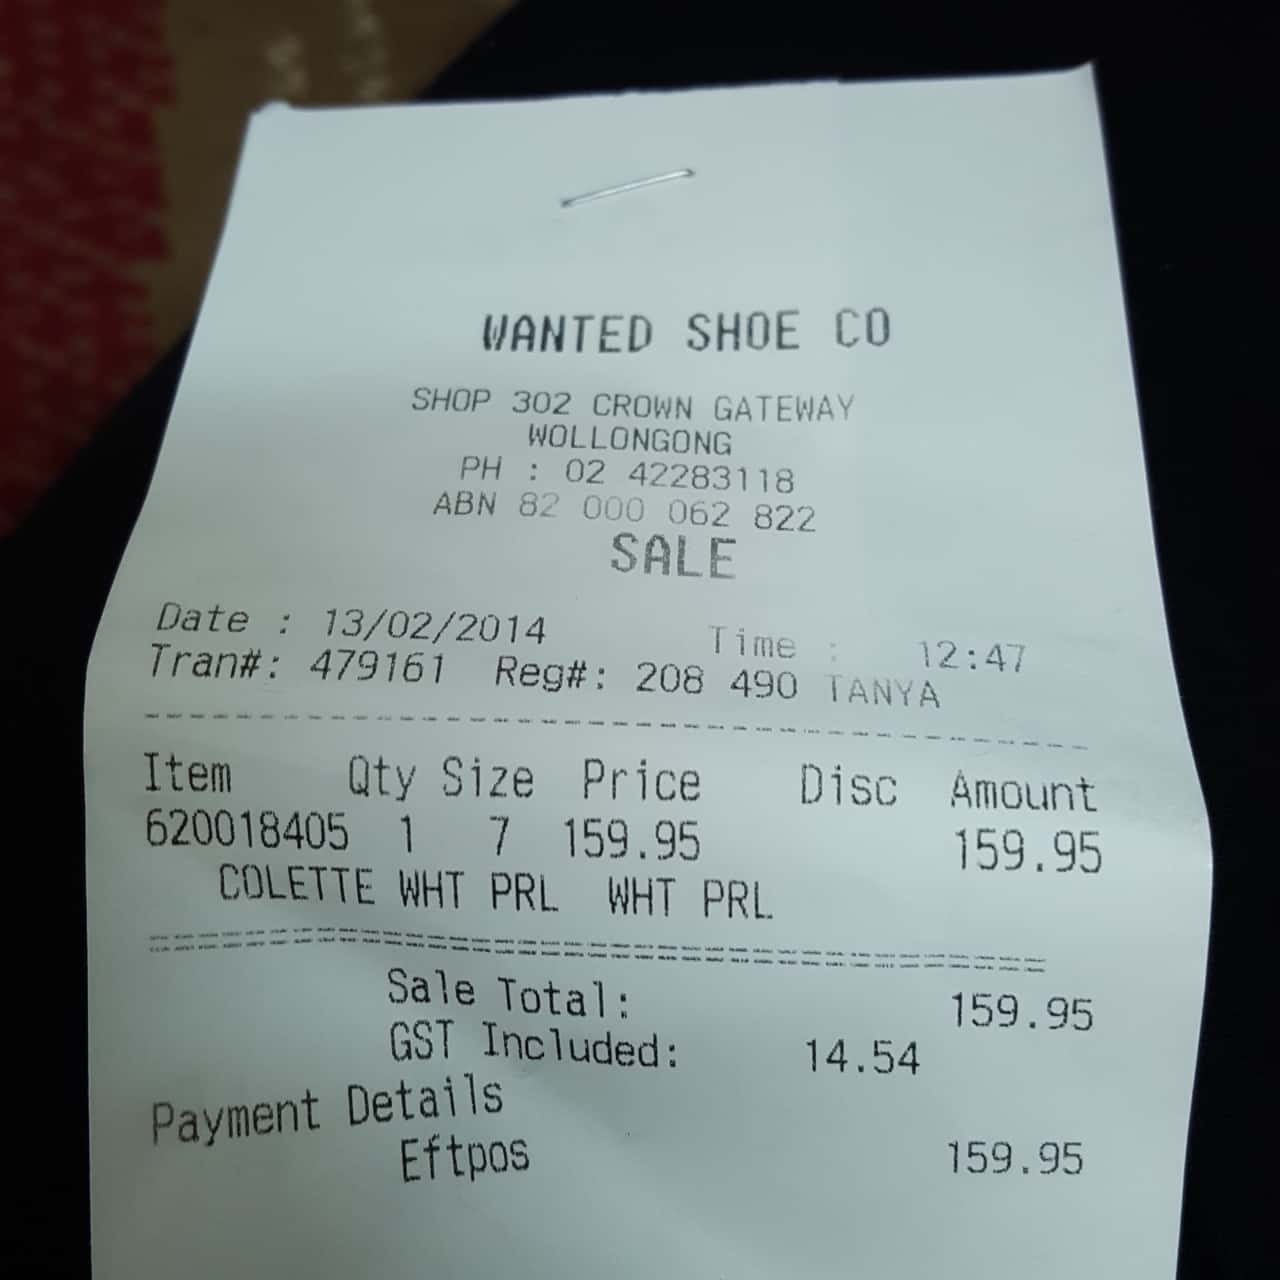 WANTED SHOE CO
SHOP 302 CROWN GATEWAY
WOLLONGONG
PH : 02 42283118
ABN 82 000 062 822
SALE
Date : 13/02/2014 Time : 12:47
Tran#: 479161 Reg#: 208 490 TANYA
Item Qty Size Price Disc Amount
620018405 1 7 159.95 159.95
COLETTE WHT PRL WHT PRL
Sale Total: 159.95
GST Included: 14.54
Payment Details
Eftpos 159.95